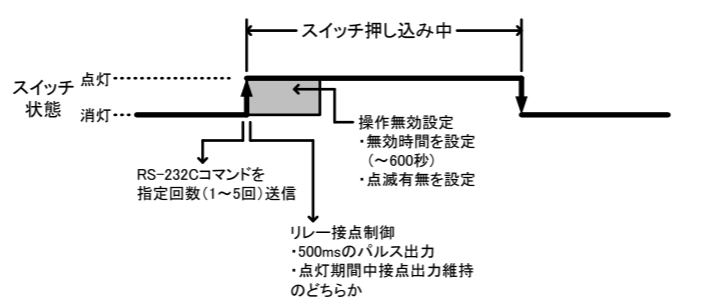 スイッチ押し込み中
スイッチ
状態
点灯
消灯
操作無効設定
・無効時間を設定
（～600秒）
・点滅有無を設定
RS-232Cコマンドを
指定回数（1～5回）送信
リレー接点制御
・500msのパルス出力
・点灯期間中接点出力維持
のどちらか